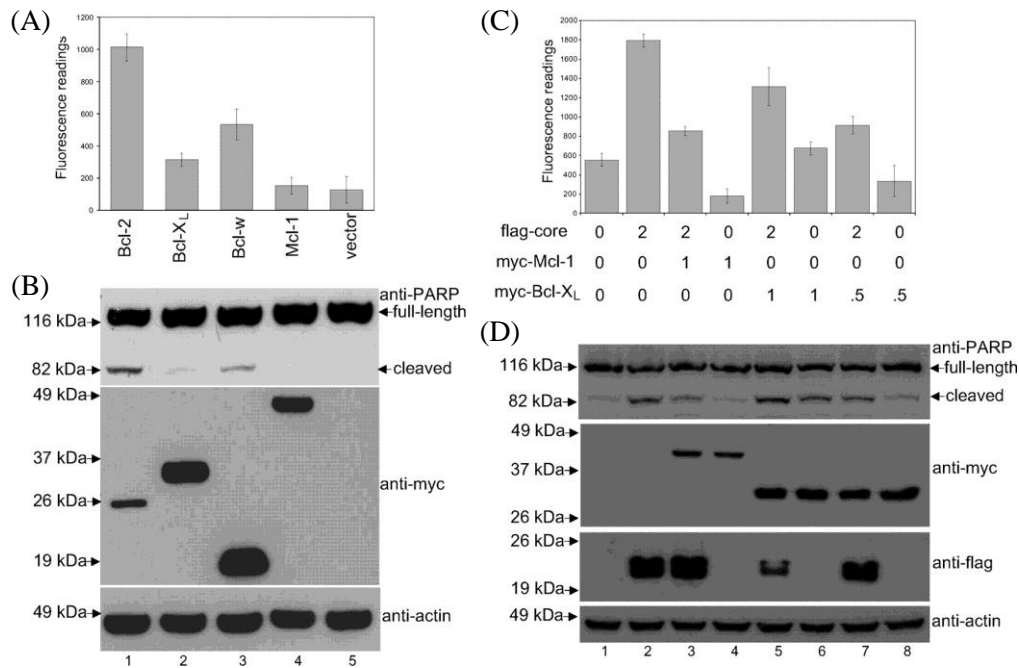 (A)
Fluorescence readings
1200
1000
800
600
400
200
0
Bcl-2
Bcl-XL
Bcl-w
Mcl-1
vector
(B)
anti-PARP
116 kDa
full-length
82 kDa
cleaved
49 kDa
37 kDa
anti-myc
26 kDa
19 kDa
49 kDa
anti-actin
1 2 3 4 5
(C)
Fluorescence readings
2000
1800
1600
1400
1200
1000
800
600
400
200
0
flag-core 0 2 2 0 2 0 2 0
myc-Mcl-1 0 0 1 1 0 0 0 0
myc-Bcl-XL 0 0 0 0 1 1 .5 .5
(D)
anti-PARP
116 kDa
full-length
82 kDa
cleaved
49 kDa
37 kDa
anti-myc
26 kDa
26 kDa
anti-flag
19 kDa
49 kDa
anti-actin
1 2 3 4 5 6 7 8